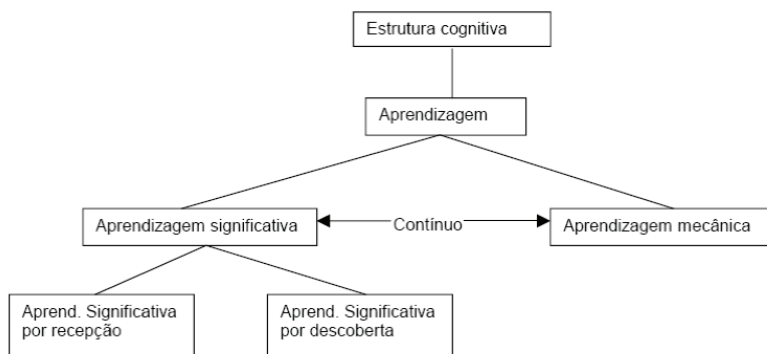 Estrutura cognitiva
Aprendizagem
Aprendizagem significativa
Contínuo
Aprendizagem mecânica
Aprend. Significativa
por recepção
Aprend. Significativa
por descoberta